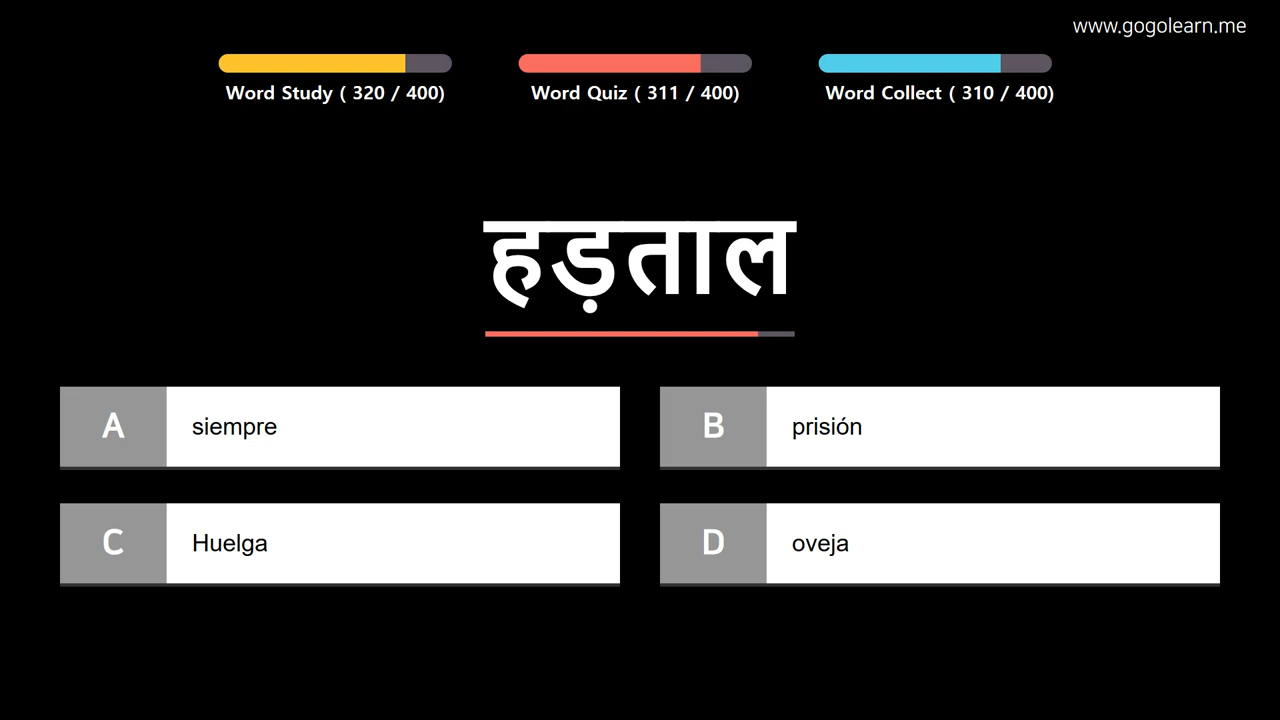 www.gogolearn.me
Word Study ( 320 / 400)
Word Quiz ( 311 / 400)
Word Collect ( 310 / 400)
हड़ताल
A siempre
B prisión
C Huelga
D oveja